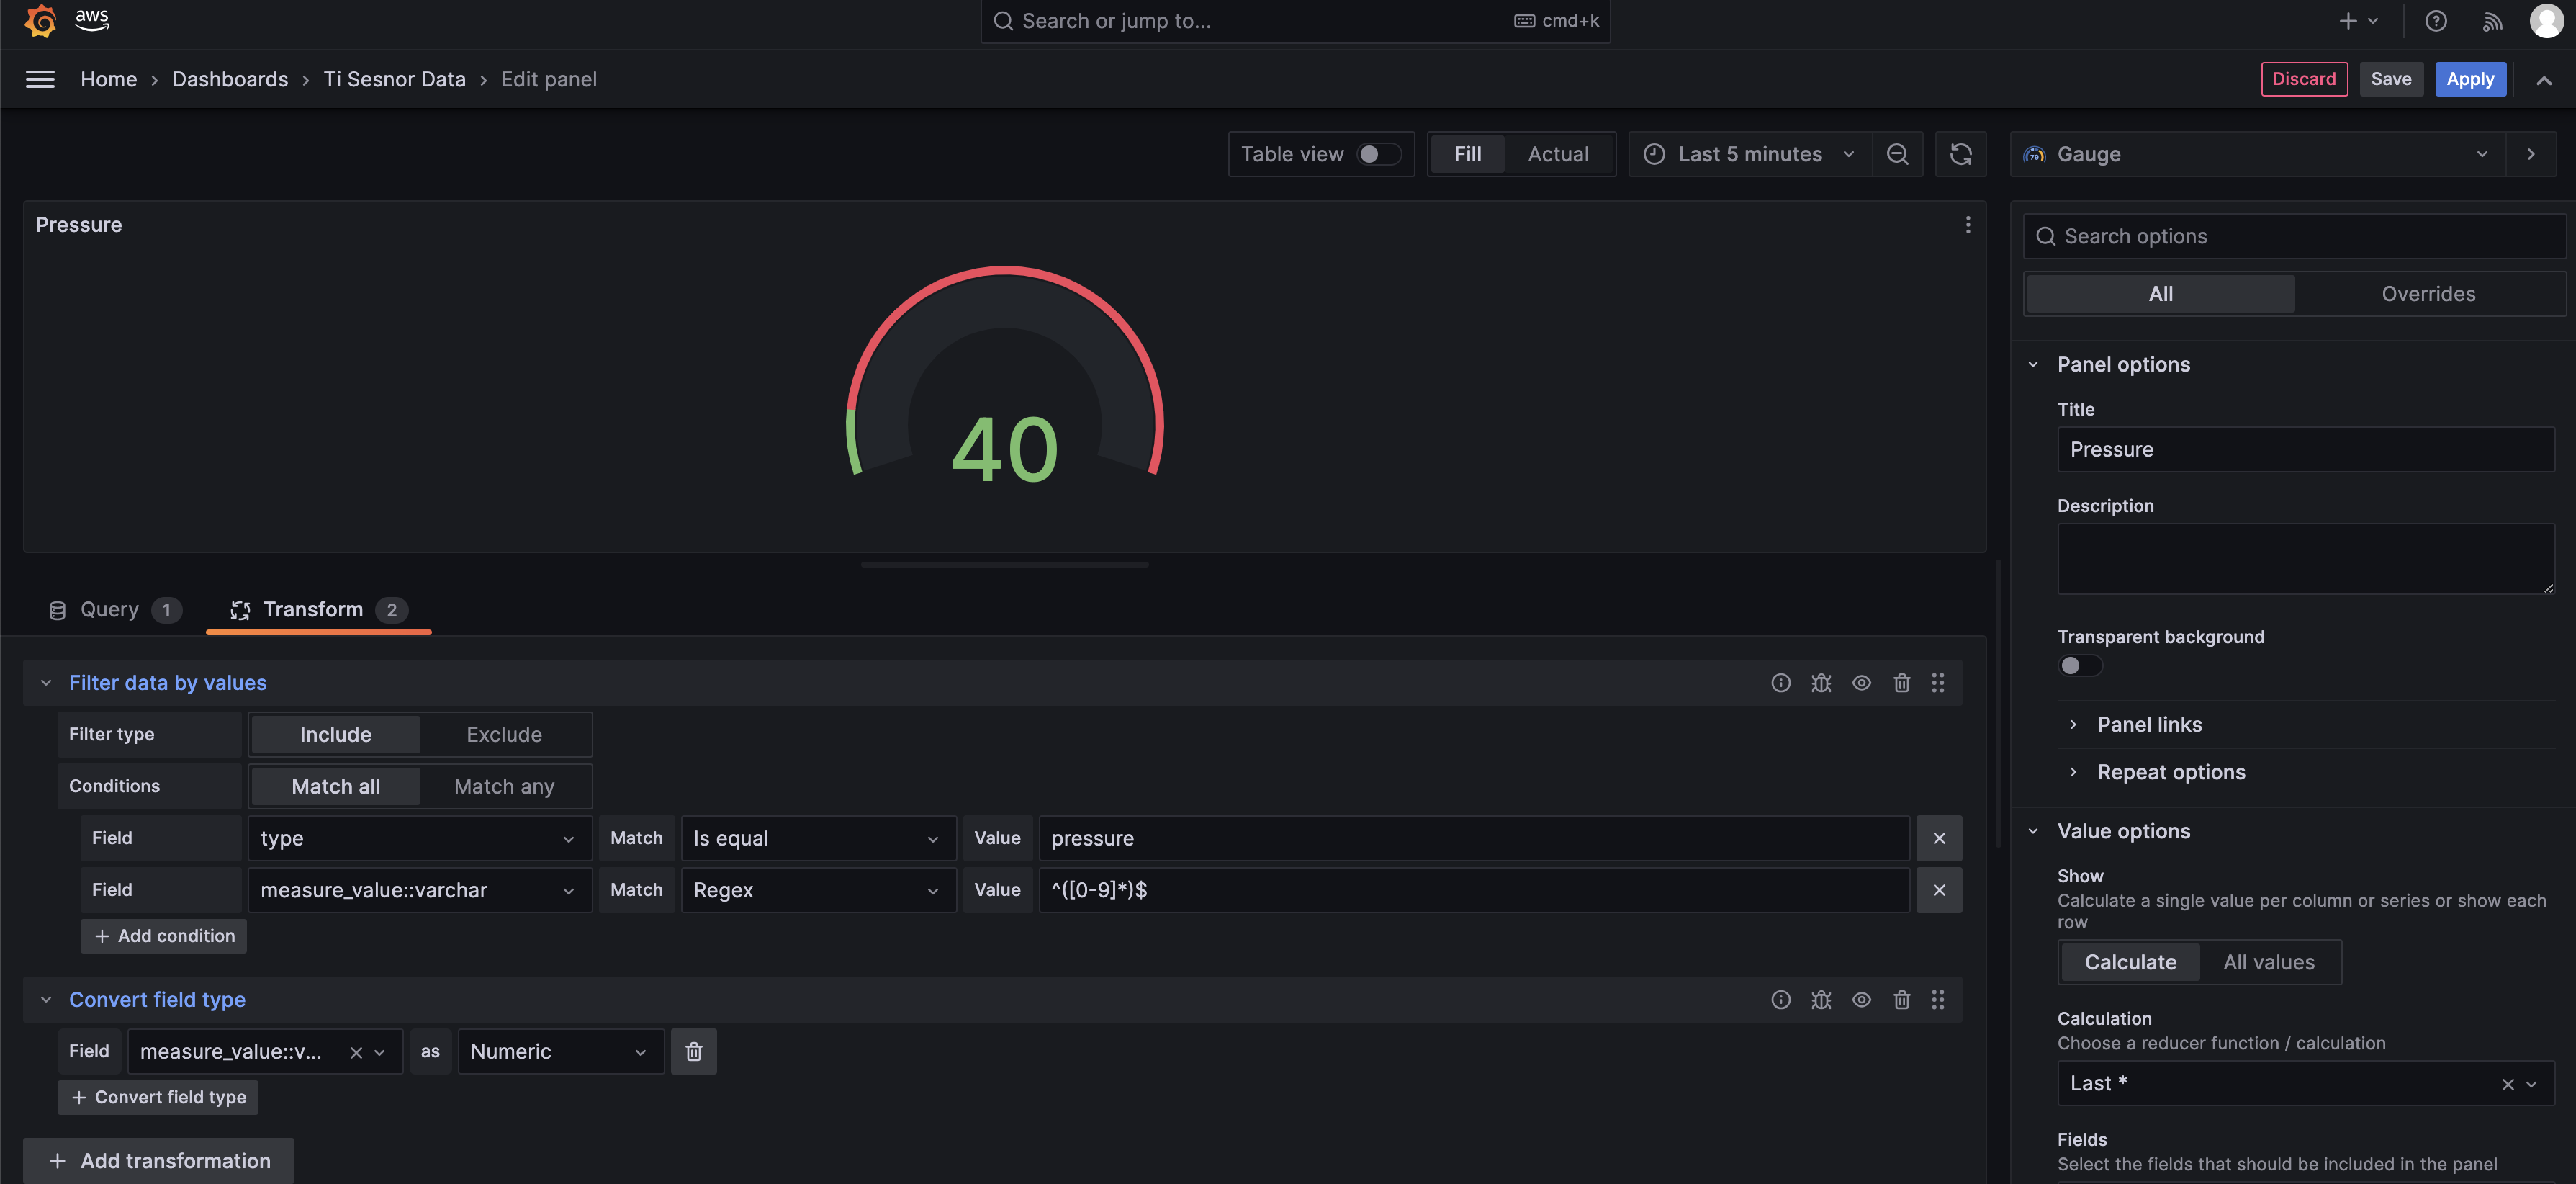 aws
Search or jump to...
cmd+k
Home › Dashboards › Ti Sesnor Data › Edit panel
Discard
Save
Apply
Table view
Fill
Actual
Last 5 minutes
79
Gauge
Pressure
40
Search options
All
Overrides
Panel options
Title
Pressure
Description
Transparent background
Panel links
Repeat options
Value options
Show
Calculate a single value per column or series or show each
row
Calculate
All values
Calculation
Choose a reducer function / calculation
Last *
Fields
Select the fields that should be included in the panel
Query 1
Transform 2
Filter data by values
Filter type
Include
Exclude
Conditions
Match all
Match any
Field type Match Is equal Value pressure
Field measure_value::varchar Match Regex Value ^([0-9]*)$
+ Add condition
Convert field type
Field measure_value::v... as Numeric
+ Convert field type
+ Add transformation